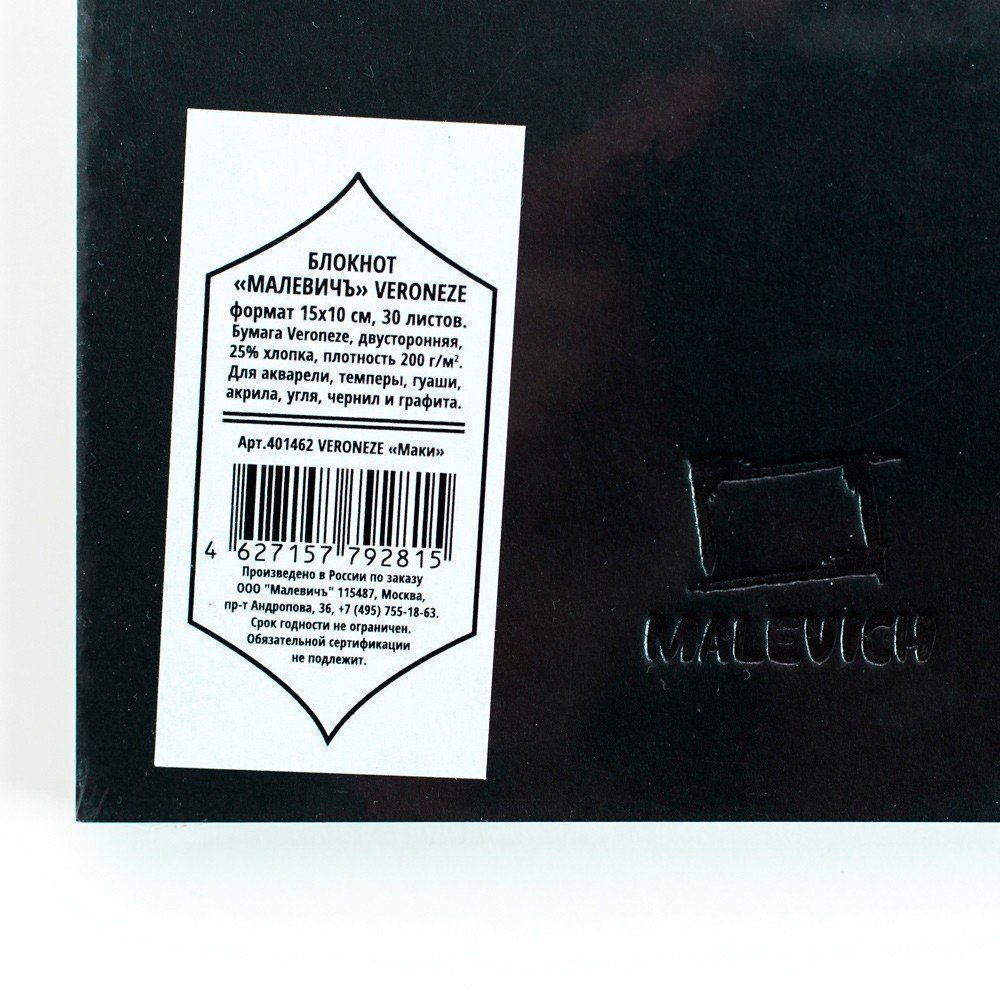 БЛОКНОТ
«МАЛЕВИЧЪ» VERONEZE
формат 15х10 см, 30 листов.
Бумага Veroneze, двусторонняя,
25% хлопка, плотность 200 г/м².
Для акварели, темперы, гуаши,
акрила, угля, чернил и графита.
Арт.401462 VERONEZE «Маки»
4 627157 792815
Произведено в России по заказу
ООО "Малевичъ" 115487, Москва,
пр-т Андропова, 36, +7 (495) 755-18-63.
Срок годности не ограничен.
Обязательной сертификации
не подлежит.
MALEVICH